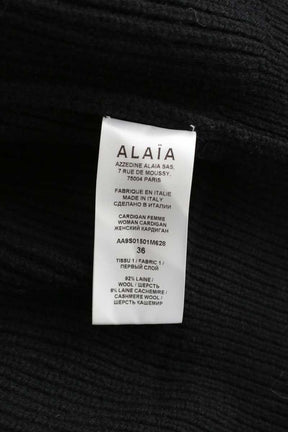 ALAÏA
AZZEDINE ALAIA SAS,
7 RUE DE MOUSSY,
75004 PARIS
FABRIQUE EN ITALIE
MADE IN ITALY
СДЕЛАНО В ИТАЛИИ
CARDIGAN FEMME
WOMAN CARDIGAN
ЖЕНСКИЙ КАРДИГАН
AA9S01501M628
36
TISSU 1 / FABRIC 1 /
ПЕРВЫЙ СЛОЙ
92% LAINE /
WOOL / ШЕРСТЬ
8% LAINE CACHEMIRE /
CASHMERE WOOL /
ШЕРСТЬ КАШЕМИР